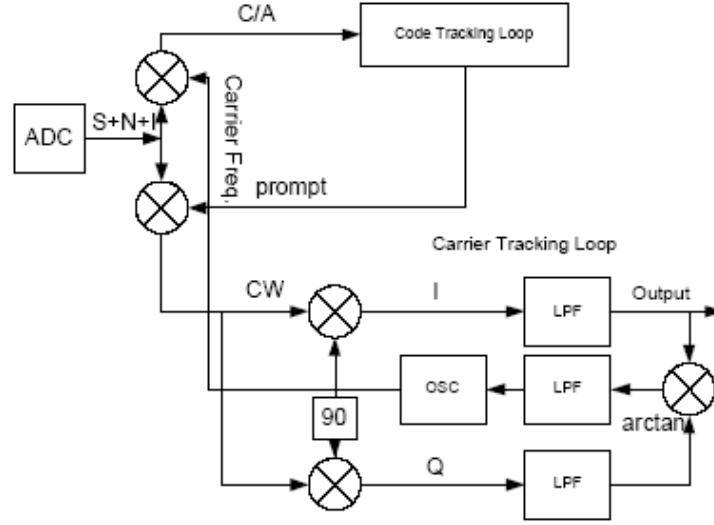 C/A
Code Tracking Loop
ADC
S+N+I
Carrier Freq.
prompt
Carrier Tracking Loop
CW
I
LPF
Output
OSC
LPF
90
arctan
Q
LPF